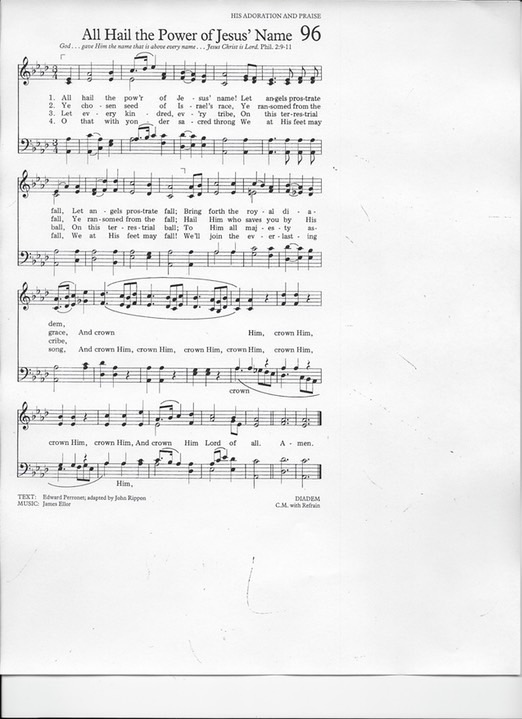 HIS ADORATION AND PRAISE
All Hail the Power of Jesus' Name 96
God . . . gave Him the name that is above every name . . . Jesus Christ is Lord. Phil. 2:9-11
1. All hail the pow'r of Je - sus' name! Let an-gels pros-trate
2. Ye cho - sen seed of Is - rael's race, Ye ran-somed from the
3. Let ev - ery kin - dred, ev - 'ry tribe, On this ter-res-trial
4. O that with yon - der sa - cred throng We at His feet may
fall, Let an - gels pros-trate fall; Bring forth the roy - al di - a-
fall, Ye ran-somed from the fall; Hail Him who saves you by His
ball, On this ter-res-trial ball; To Him all maj - es - ty as-
fall, We at His feet may fall! We'll join the ev - er-last - ing
dem,
grace, And crown Him, crown Him,
cribe,
song, And crown Him, crown Him, crown Him, crown Him, crown Him,
crown
crown Him, crown Him, And crown Him Lord of all. A - men.
Him,
TEXT: Edward Perronet; adapted by John Rippon DIADEM
MUSIC: James Ellor C.M. with Refrain